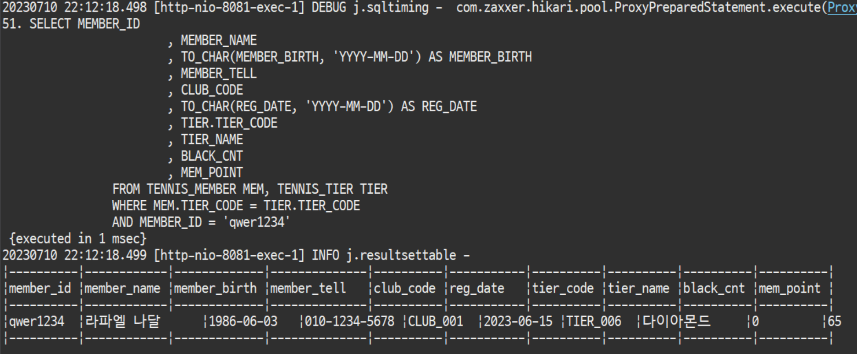 20230710 22:12:18.498 [http-nio-8081-exec-1] DEBUG j.sqltiming -  com.zaxxer.hikari.pool.ProxyPreparedStatement.execute(Proxy
51. SELECT MEMBER_ID
, MEMBER_NAME
, TO_CHAR(MEMBER_BIRTH, 'YYYY-MM-DD') AS MEMBER_BIRTH
, MEMBER_TELL
, CLUB_CODE
, TO_CHAR(REG_DATE, 'YYYY-MM-DD') AS REG_DATE
, TIER.TIER_CODE
, TIER_NAME
, BLACK_CNT
, MEM_POINT
FROM TENNIS_MEMBER MEM, TENNIS_TIER TIER
WHERE MEM.TIER_CODE = TIER.TIER_CODE
AND MEMBER_ID = 'qwer1234'
{executed in 1 msec}
20230710 22:12:18.499 [http-nio-8081-exec-1] INFO j.resultsettable -
|----------|------------|-------------|--------------|----------|-----------|----------|----------|----------|----------|
|member_id |member_name |member_birth |member_tell   |club_code |reg_date   |tier_code |tier_name |black_cnt |mem_point |
|----------|------------|-------------|--------------|----------|-----------|----------|----------|----------|----------|
|qwer1234  |라파엘 나달      |1986-06-03   |010-1234-5678 |CLUB_001  |2023-06-15 |TIER_006  |다이아몬드     |0         |65
|----------|------------|-------------|--------------|----------|-----------|----------|----------|----------|----------|